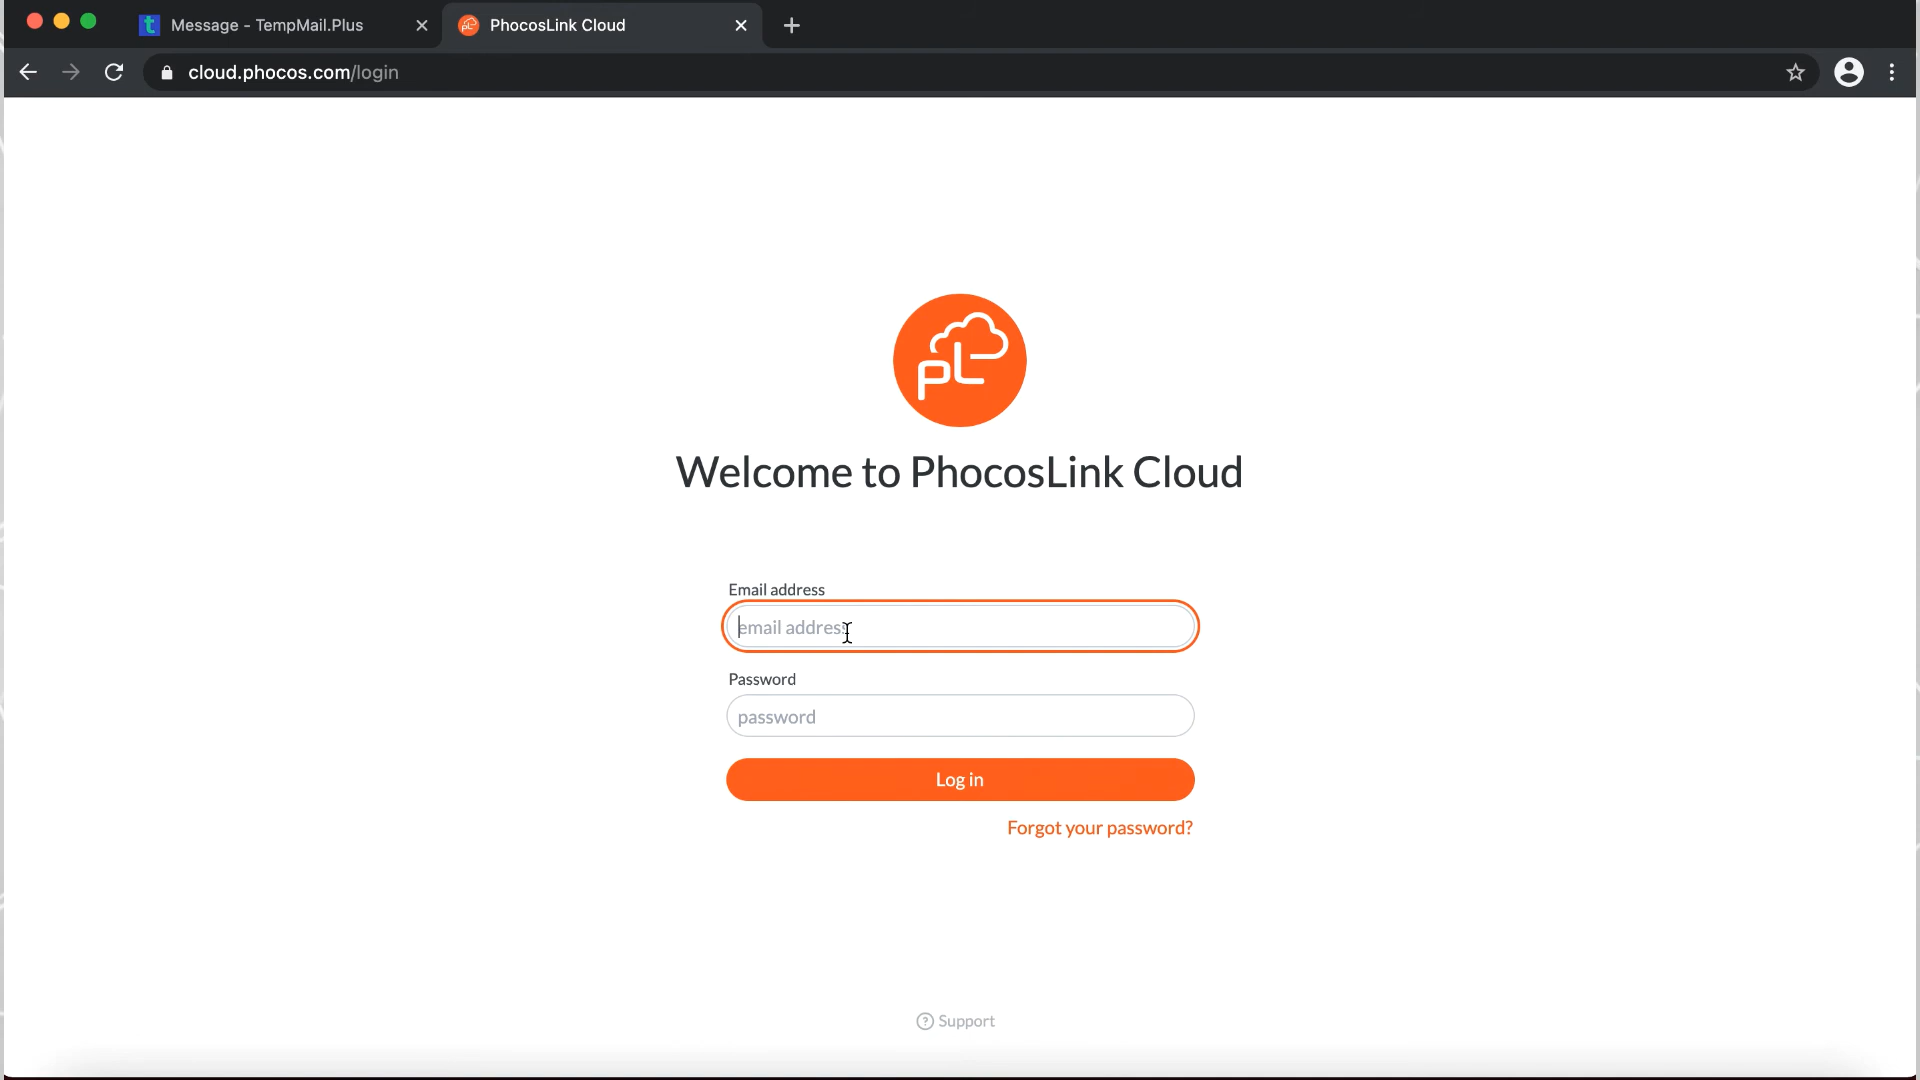 Message - TempMail.Plus
PhocosLink Cloud
cloud.phocos.com/login
pL
Welcome to PhocosLink Cloud
Email address
email address
Password
password
Log in
Forgot your password?
Support